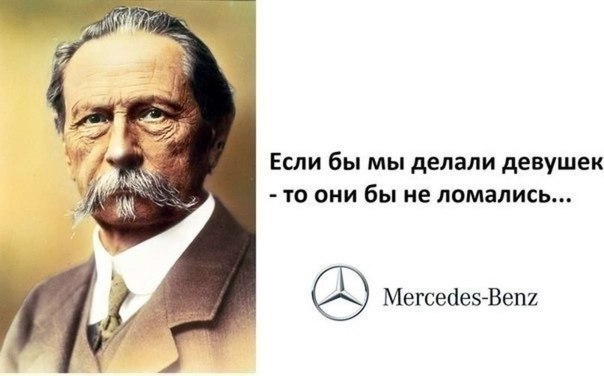 Если бы мы делали девушек
- то они бы не ломались...
Mercedes-Benz